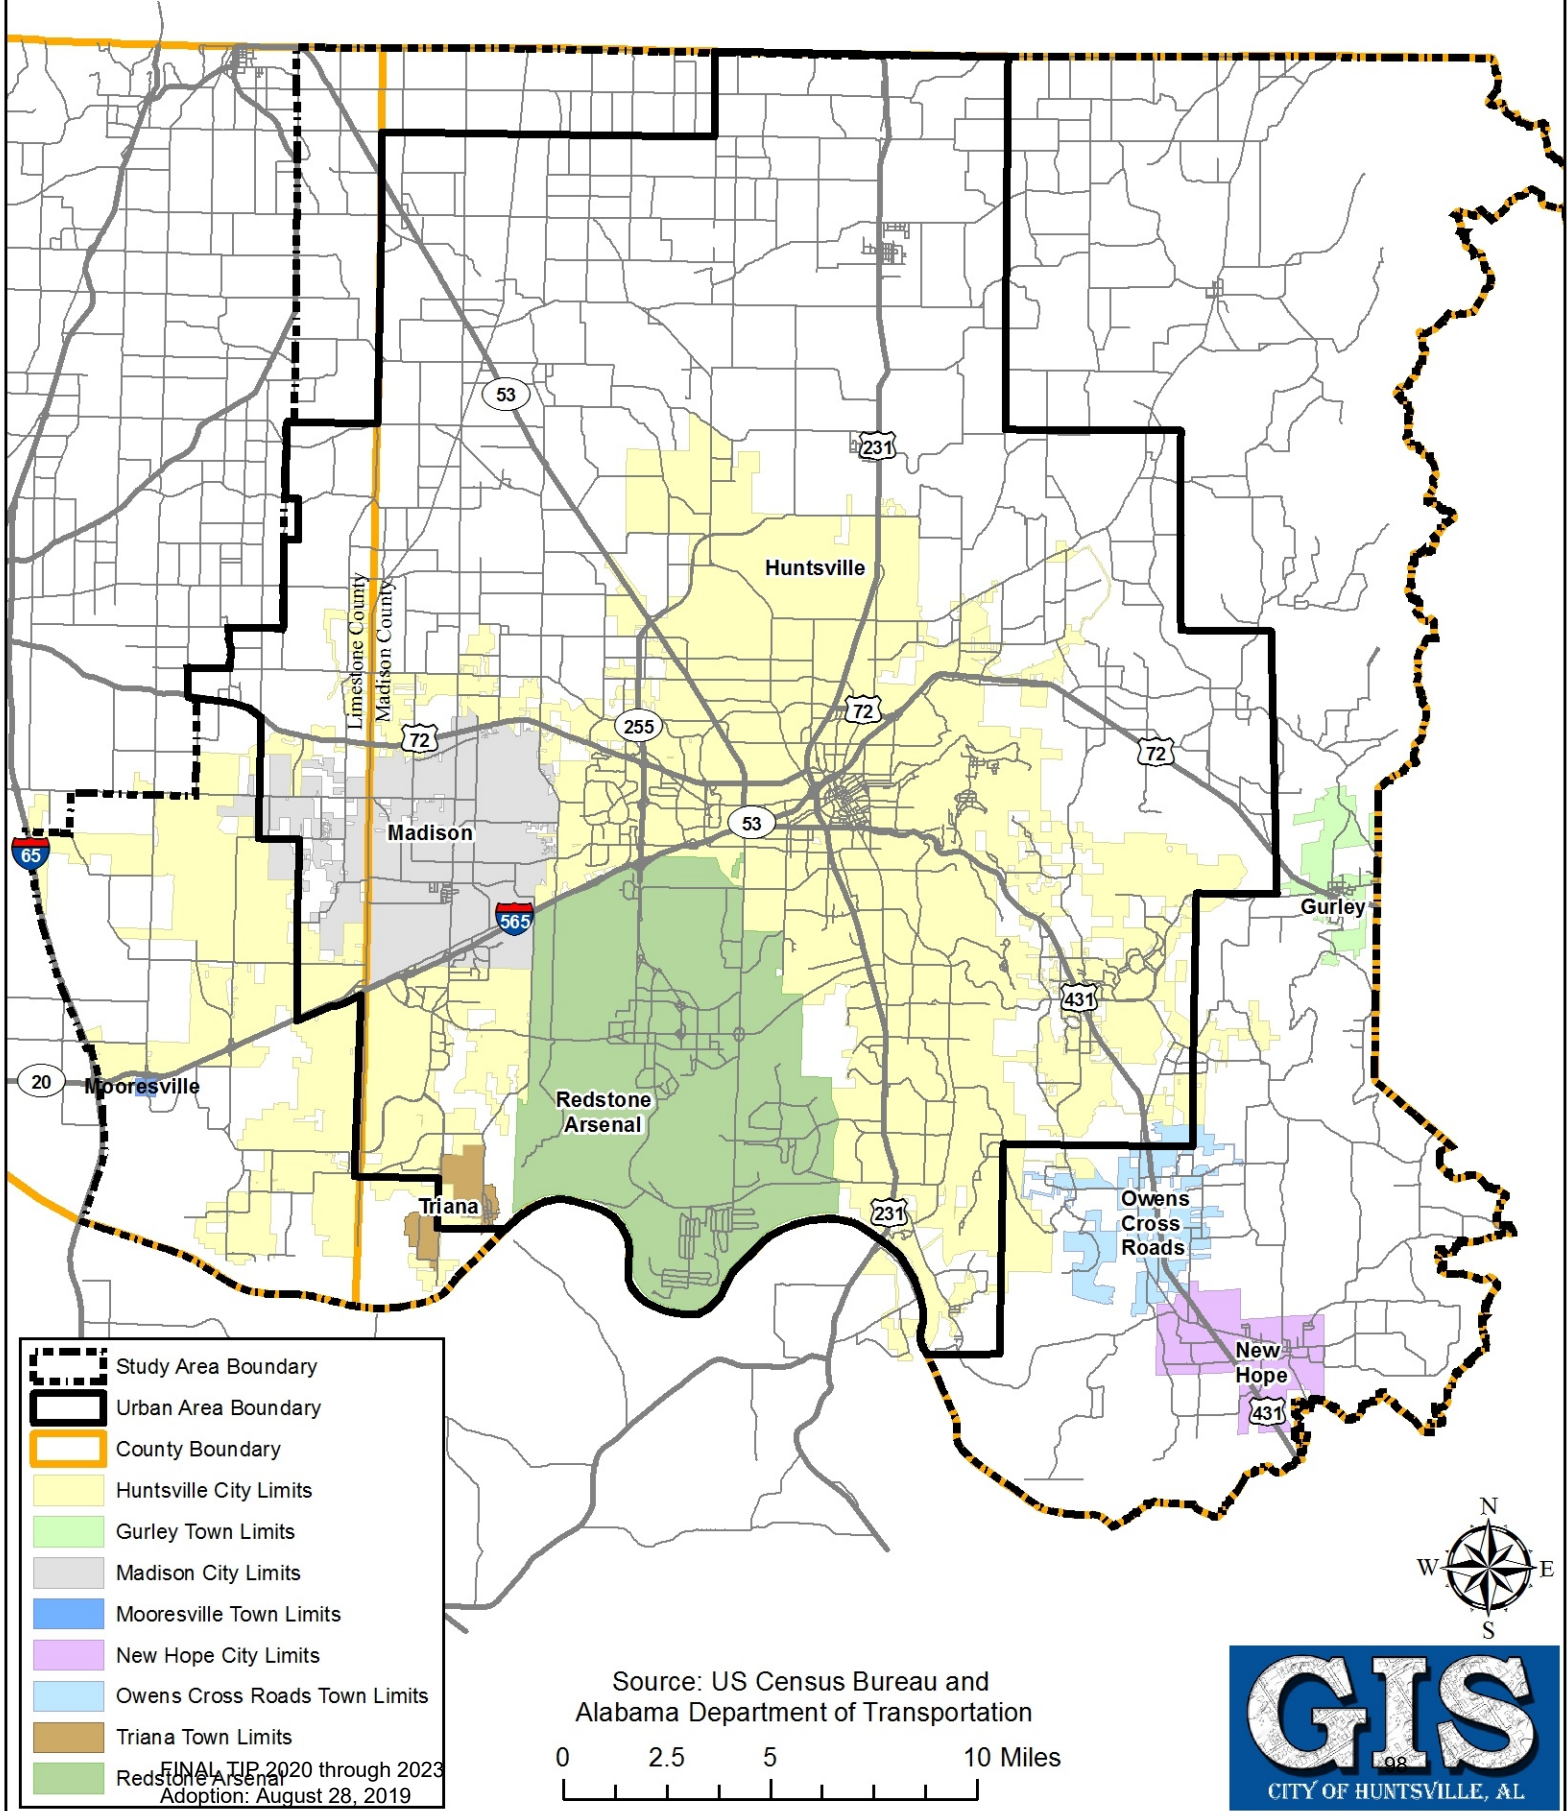 53
231
Huntsville
Limestone County
Madison County
72
255
72
72
53
Madison
65
565
Gurley
431
20
Mooresville
Redstone
Arsenal
Triana
231
Owens
Cross
Roads
New
Hope
431
Study Area Boundary
Urban Area Boundary
County Boundary
Huntsville City Limits
Gurley Town Limits
Madison City Limits
Mooresville Town Limits
New Hope City Limits
Owens Cross Roads Town Limits
Triana Town Limits
Redstone Arsenal
FINAL TIP 2020 through 2023
Adoption: August 28, 2019
Source: US Census Bureau and
Alabama Department of Transportation
0 2.5 5 10 Miles
N
W E
S
GIS
98
CITY OF HUNTSVILLE, AL